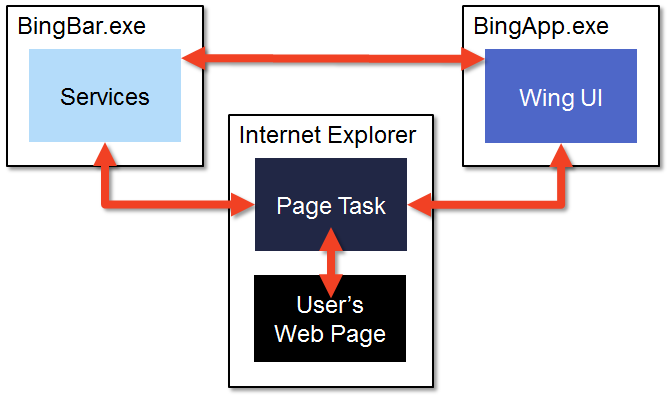 BingBar.exe
BingApp.exe
Services
Wing UI
Internet Explorer
Page Task
User’s
Web Page